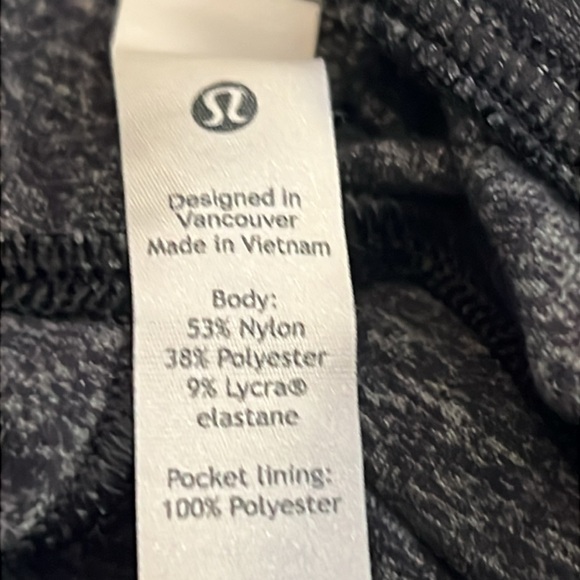 Designed in
Vancouver
Made in Vietnam
Body:
53% Nylon
38% Polyester
9% Lycra®
elastane
Pocket lining:
100% Polyester